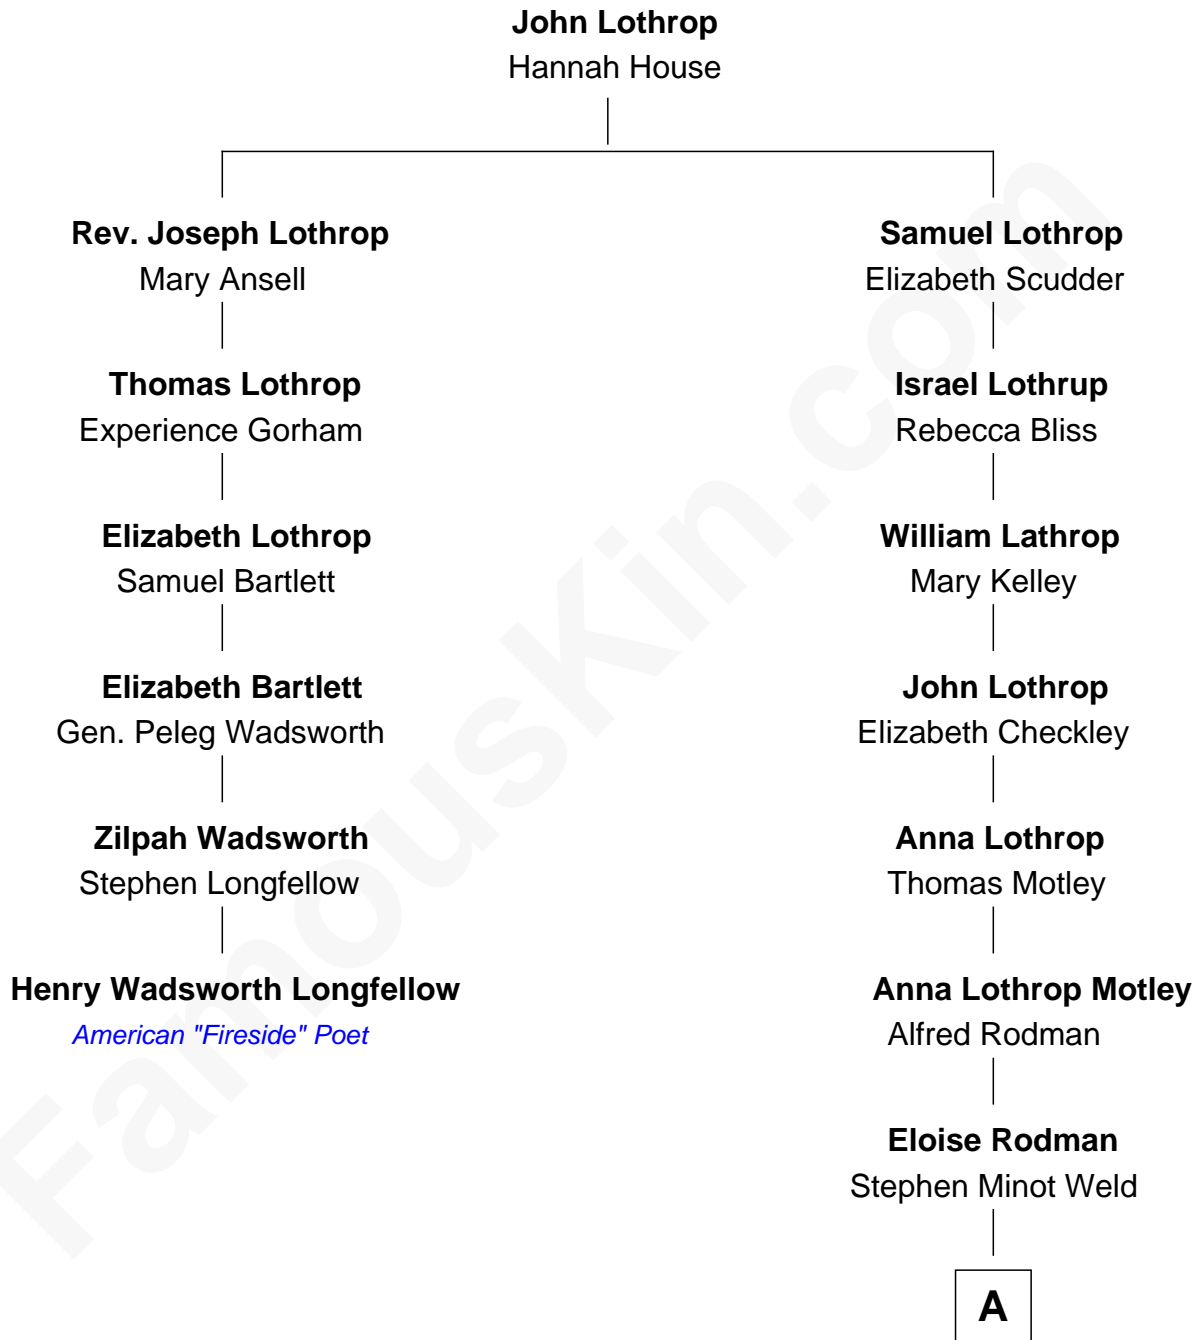 John Lothrop
Hannah House
Rev. Joseph Lothrop
Mary Ansell
Thomas Lothrop
Experience Gorham
Elizabeth Lothrop
Samuel Bartlett
Elizabeth Bartlett
Gen. Peleg Wadsworth
Zilpah Wadsworth
Stephen Longfellow
Henry Wadsworth Longfellow
American "Fireside" Poet
Samuel Lothrop
Elizabeth Scudder
Israel Lothrup
Rebecca Bliss
William Lathrop
Mary Kelley
John Lothrop
Elizabeth Checkley
Anna Lothrop
Thomas Motley
Anna Lothrop Motley
Alfred Rodman
Eloise Rodman
Stephen Minot Weld
A
FamousKin.com